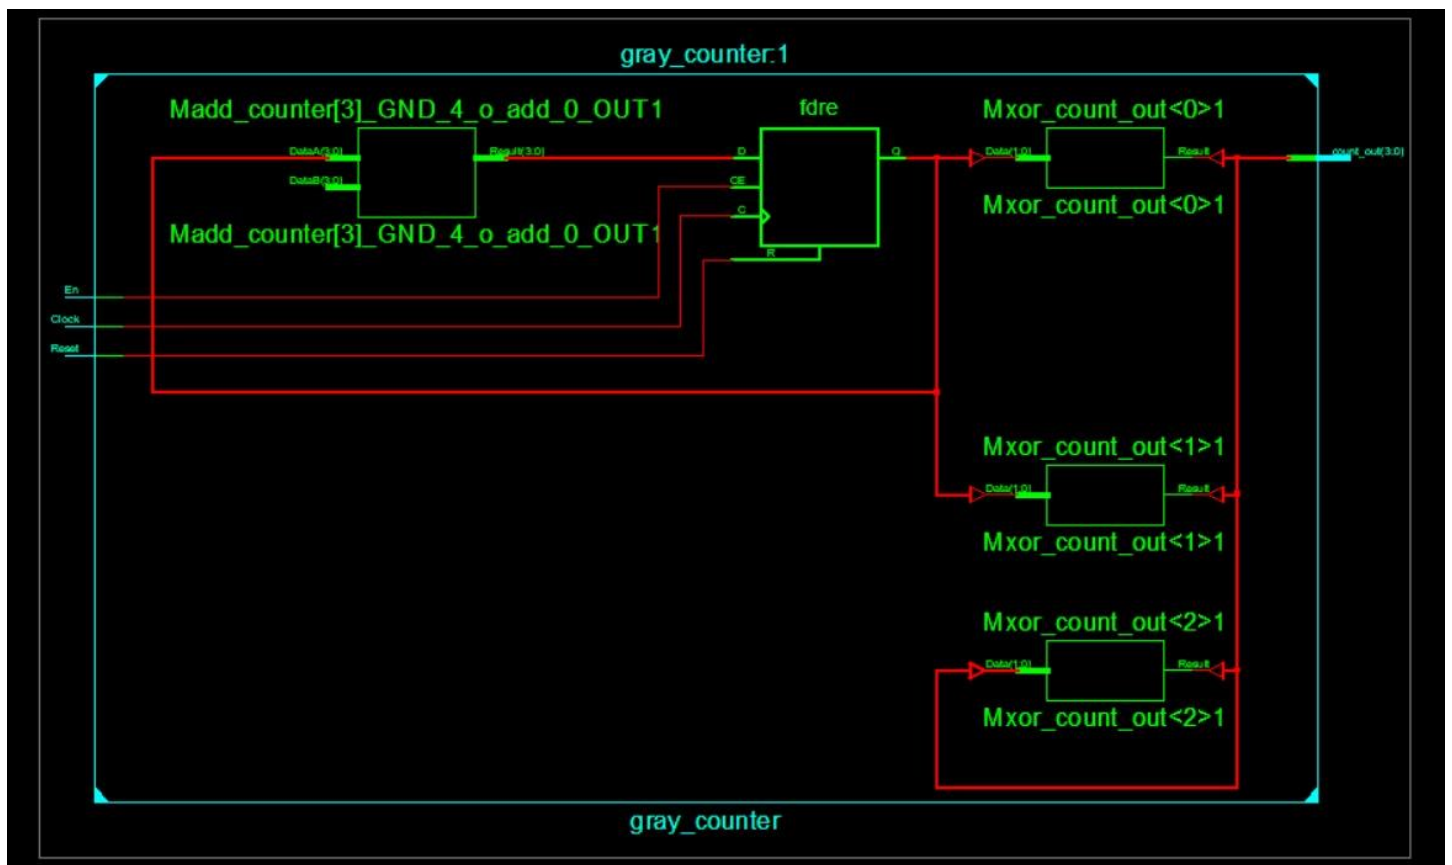 gray_counter:1
Madd_counter[3]_GND_4_o_add_0_OUT1
fdre
Mxor_count_out<0>1
DataA(3:0)
Result(3:0)
D
Q
Data(1:0)
Result
count_out(3:0)
DataB(3:0)
CE
C
Mxor_count_out<0>1
Madd_counter[3]_GND_4_o_add_0_OUT1
R
En
Clock
Reset
Mxor_count_out<1>1
Data(1:0)
Result
Mxor_count_out<1>1
Mxor_count_out<2>1
Data(1:0)
Result
Mxor_count_out<2>1
gray_counter